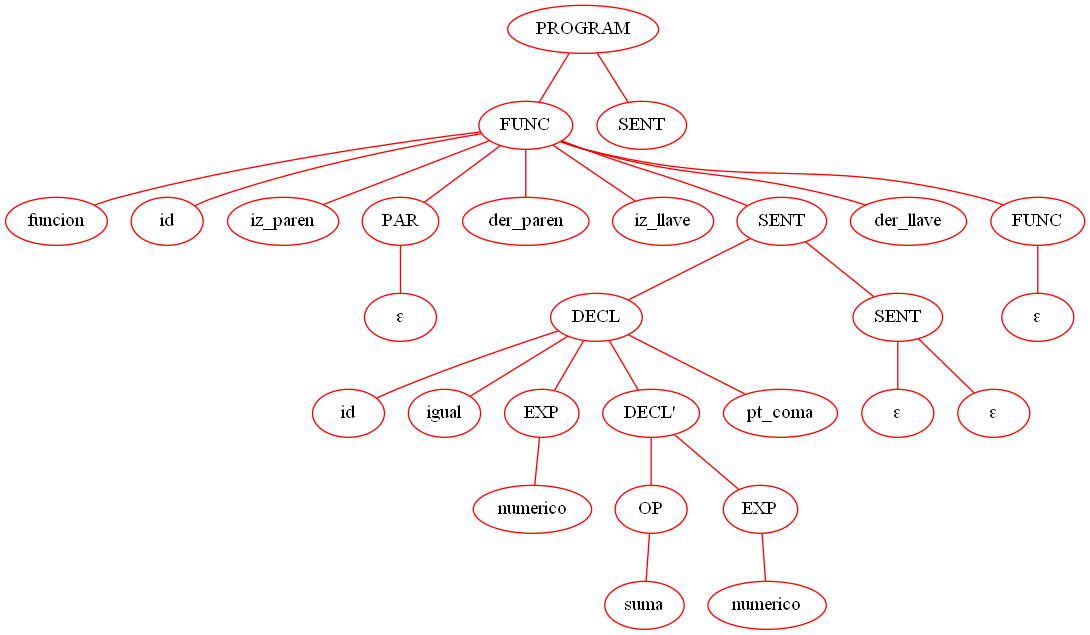 PROGRAM
FUNC SENT
funcion id iz_paren PAR der_paren iz_llave SENT der_llave FUNC
ε DECL SENT ε
id igual EXP DECL' pt_coma ε ε
numerico OP EXP
suma numerico